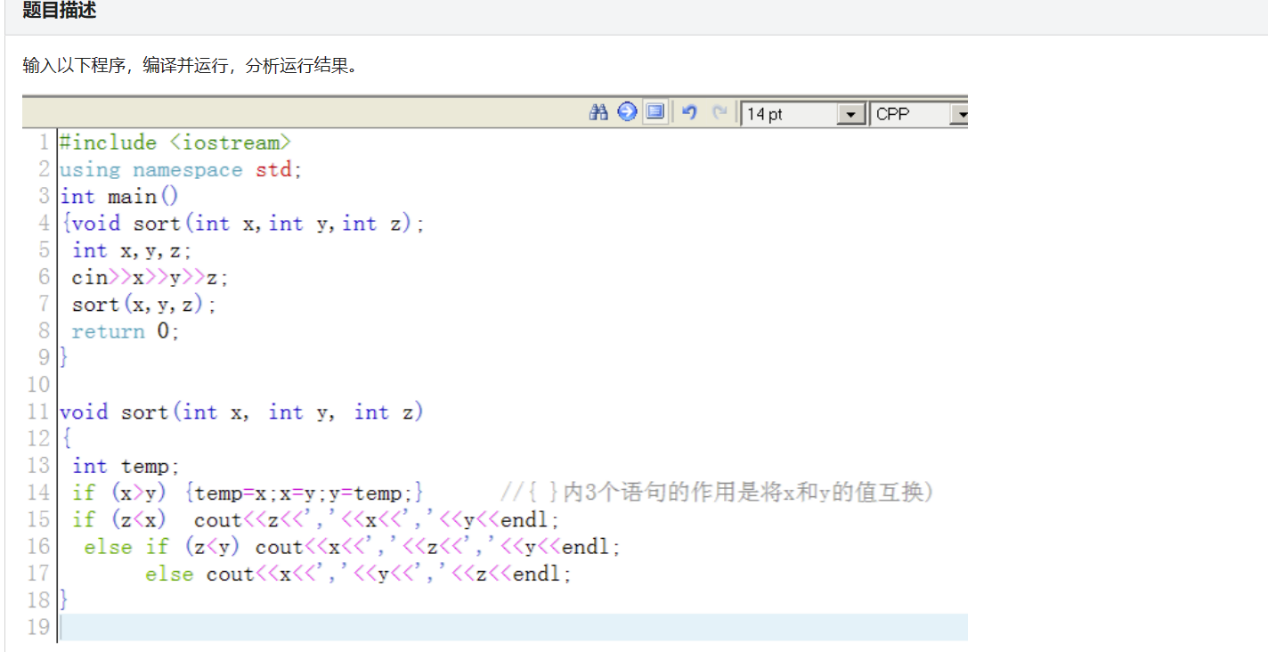 题目描述
输入以下程序，编译并运行，分析运行结果。
14 pt CPP
1 #include <iostream>
2 using namespace std;
3 int main()
4 {void sort(int x,int y,int z);
5 int x,y,z;
6 cin>>x>>y>>z;
7 sort(x,y,z);
8 return 0;
9 }
10
11 void sort(int x, int y, int z)
12 {
13 int temp;
14 if (x>y) {temp=x;x=y;y=temp;} //{ }内3个语句的作用是将x和y的值互换)
15 if (z<x) cout<<z<<','<<x<<','<<y<<endl;
16 else if (z<y) cout<<x<<','<<z<<','<<y<<endl;
17 else cout<<x<<','<<y<<','<<z<<endl;
18 }
19